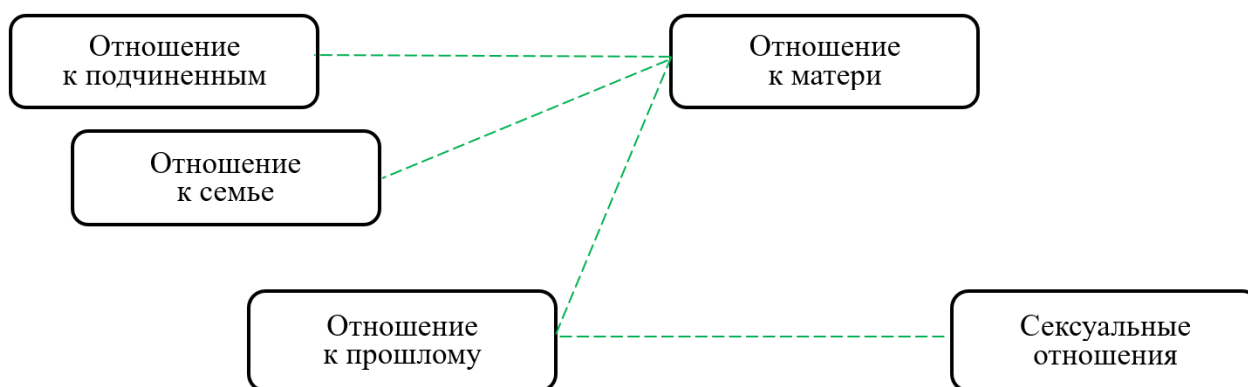 Отношение
к подчиненным
Отношение
к матери
Отношение
к семье
Отношение
к прошлому
Сексуальные
отношения